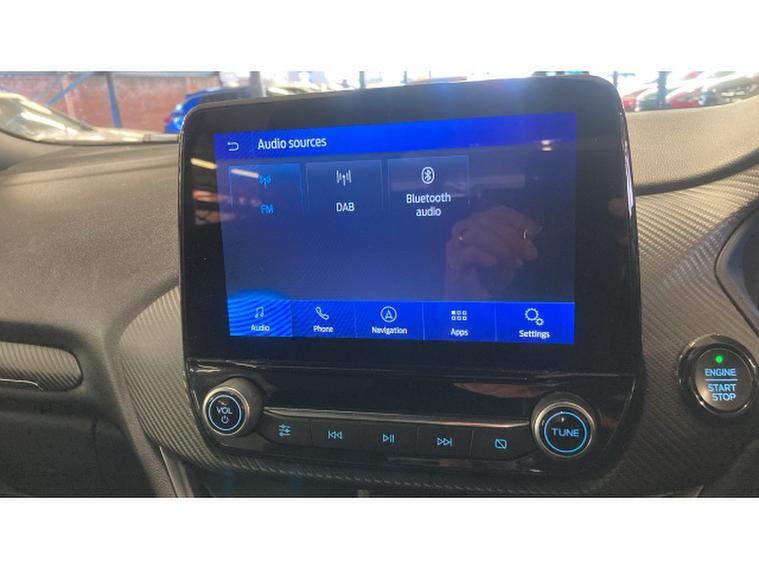 Audio sources
FM
DAB
Bluetooth
audio
Audio
Phone
Navigation
Apps
Settings
VOL
TUNE
ENGINE
START
STOP